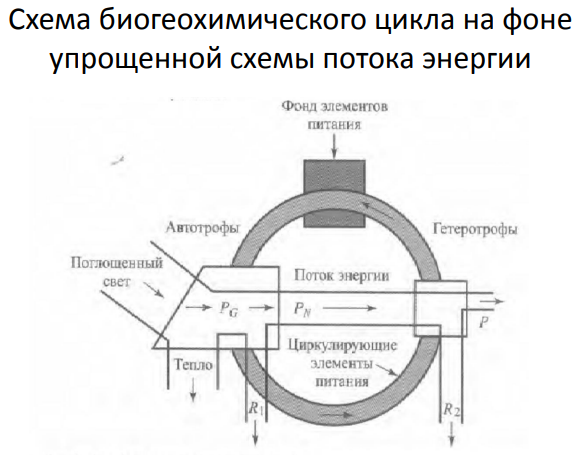 Схема биогеохимического цикла на фоне
упрощенной схемы потока энергии
Фонд элементов
питания
Автотрофы
Гетеротрофы
Поглощенный
свет
Поток энергии
P_G
P_N
P
Циркулирующие
элементы
питания
Тепло
R_1
R_2